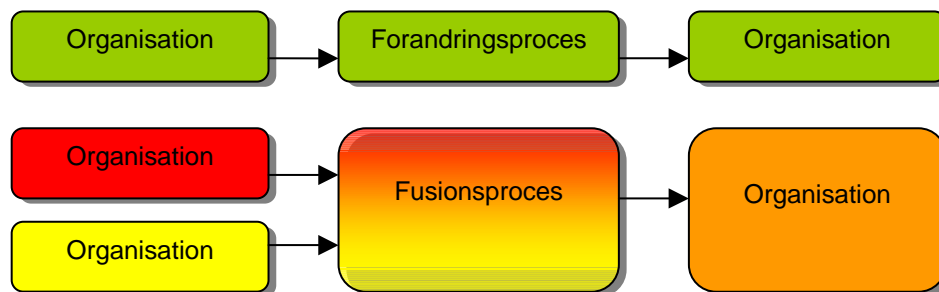 Organisation
Forandringsproces
Organisation
Organisation
Fusionsproces
Organisation
Organisation